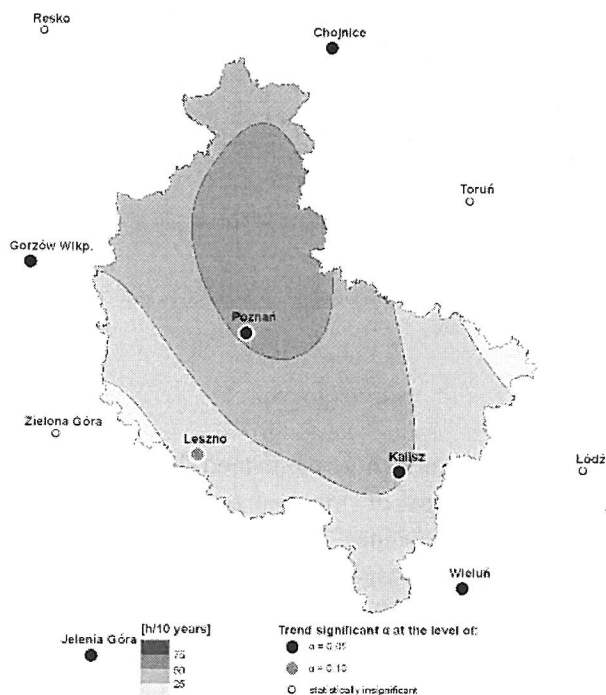 Resko
Chojnice
Toruń
Gorzów Wlkp.
Poznań
Zielona Góra
Leszno
Kalisz
Łódź
Wieluń
Jelenia Góra
[h/10 years]
75
50
25
Trend significant α at the level of:
α = 0.05
α = 0.10
statistically insignificant